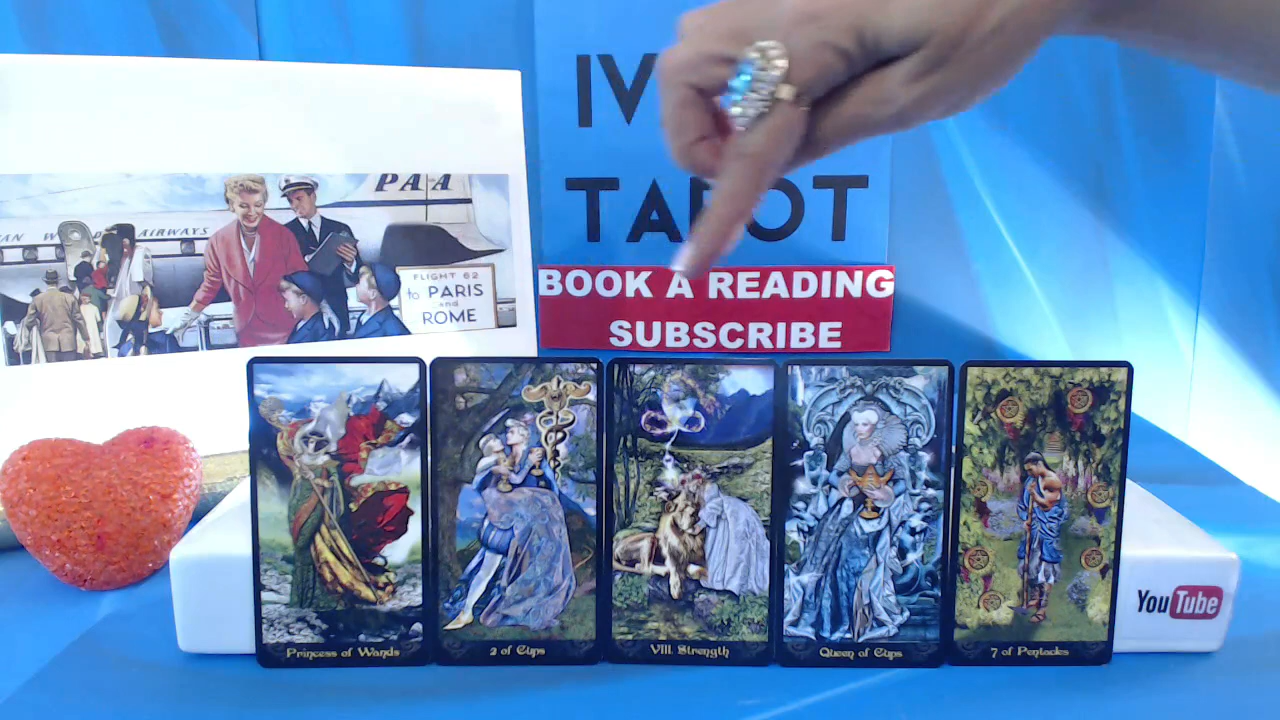 PAA
AIRWAYS
FLIGHT 62
to PARIS
and
ROME
IV
TAROT
BOOK A READING
SUBSCRIBE
Princess of Wands
2 of Cups
VIII. Strength
Queen of Cups
7 of Pentacles
YouTube